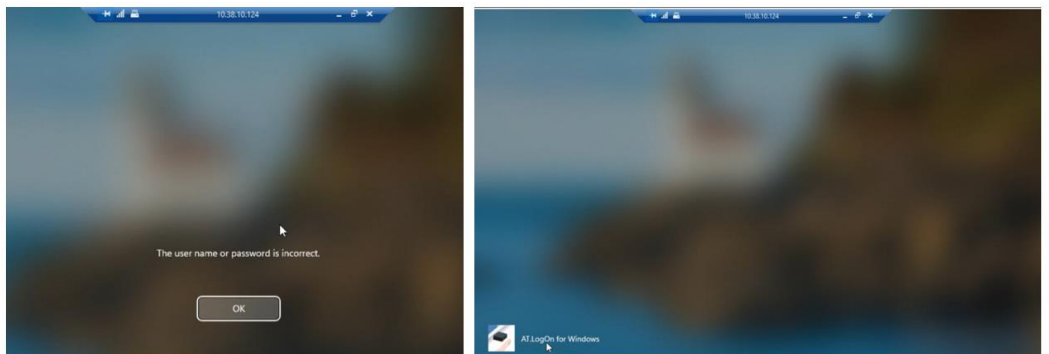 10.38.10.124
The user name or password is incorrect.
OK
10.38.10.124
AT.LogOn for Windows